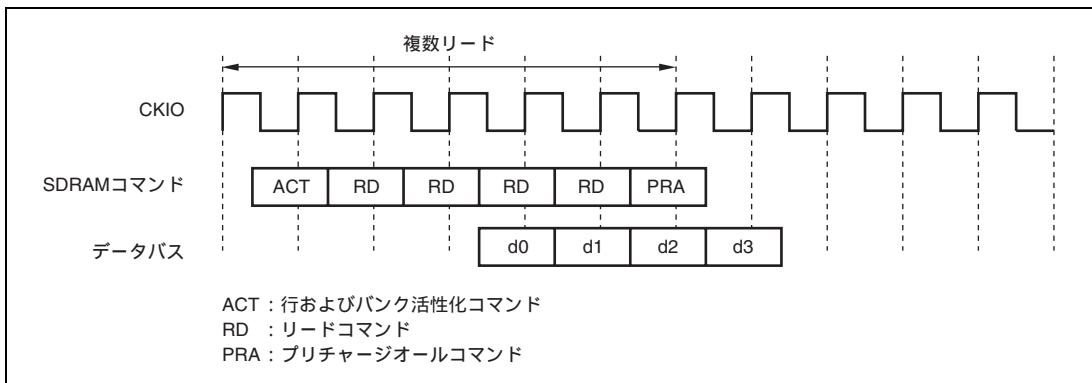 複数リード
CKIO
SDRAMコマンド ACT RD RD RD RD PRA
データバス d0 d1 d2 d3
ACT : 行およびバンク活性化コマンド
RD : リードコマンド
PRA : プリチャージオールコマンド